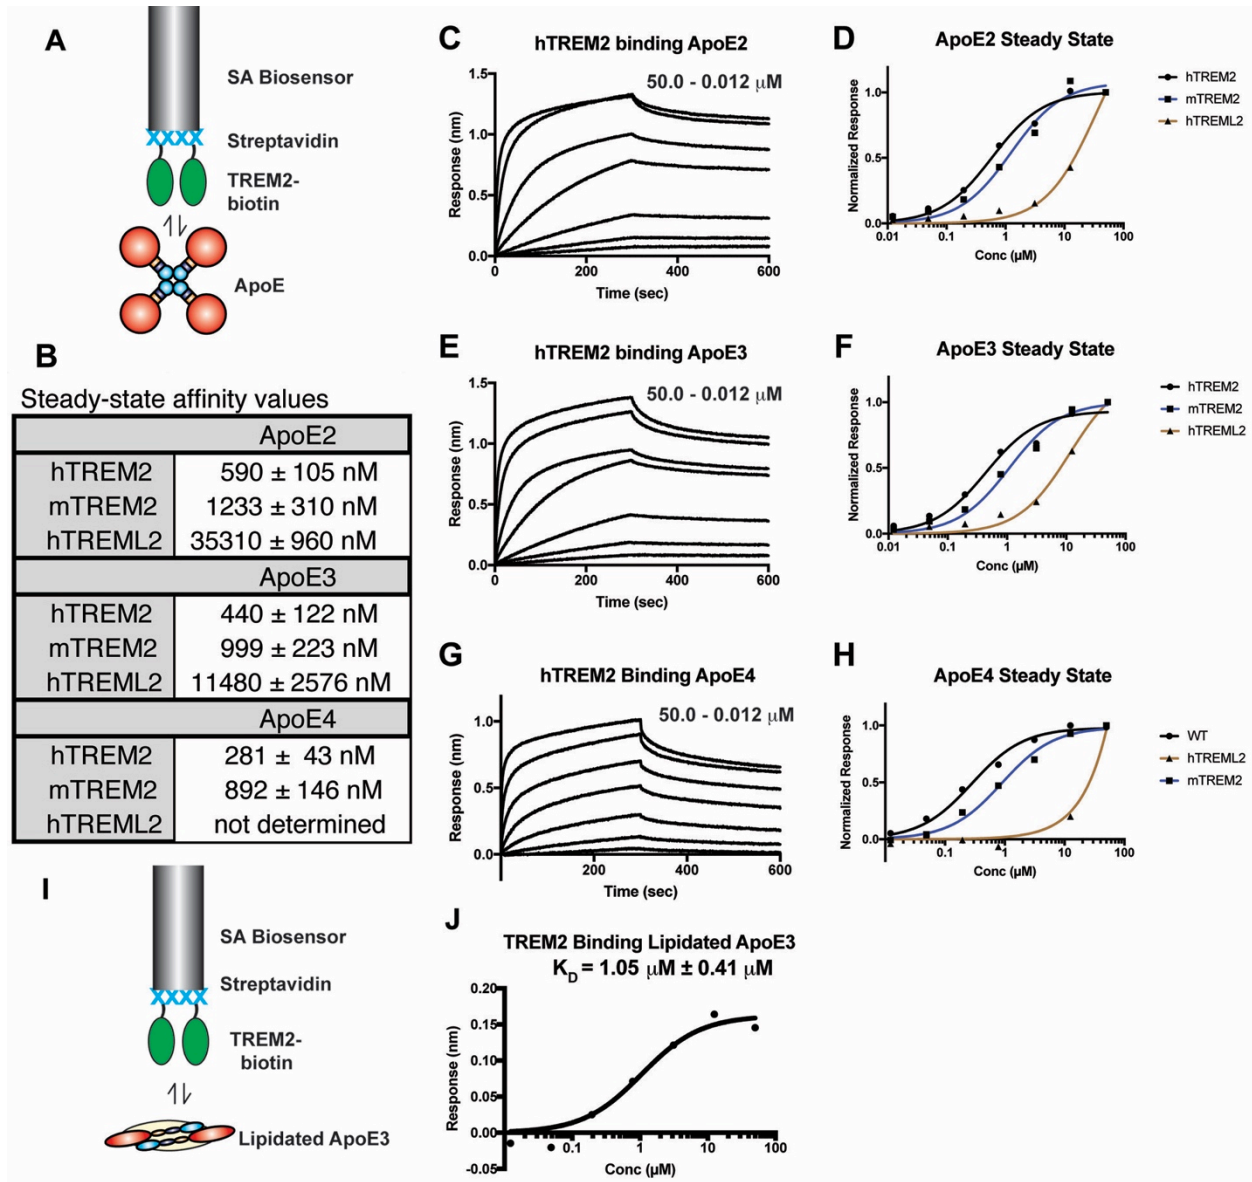 A
SA Biosensor
Streptavidin
TREM2-
biotin
ApoE
B
Steady-state affinity values
ApoE2
hTREM2 590 ± 105 nM
mTREM2 1233 ± 310 nM
hTREML2 35310 ± 960 nM
ApoE3
hTREM2 440 ± 122 nM
mTREM2 999 ± 223 nM
hTREML2 11480 ± 2576 nM
ApoE4
hTREM2 281 ± 43 nM
mTREM2 892 ± 146 nM
hTREML2 not determined
C
hTREM2 binding ApoE2
50.0 - 0.012 μM
Response (nm)
1.5
1.0
0.5
0.0
0 200 400 600
Time (sec)
D
ApoE2 Steady State
Normalized Response
1.0
0.5
0.0
0.01 0.1 1 10 100
Conc (μM)
hTREM2
mTREM2
hTREML2
E
hTREM2 binding ApoE3
50.0 - 0.012 μM
Response (nm)
1.5
1.0
0.5
0.0
0 200 400 600
Time (sec)
F
ApoE3 Steady State
Normalized Response
1.0
0.5
0.0
0.01 0.1 1 10 100
Conc (μM)
hTREM2
mTREM2
hTREML2
G
hTREM2 Binding ApoE4
50.0 - 0.012 μM
Response (nm)
1.0
0.5
0.0
200 400 600
Time (sec)
H
ApoE4 Steady State
Normalized Response
1.0
0.5
0.0
0.1 1 10 100
Conc (μM)
WT
hTREML2
mTREM2
I
SA Biosensor
Streptavidin
TREM2-
biotin
Lipidated ApoE3
J
TREM2 Binding Lipidated ApoE3
K_D = 1.05 μM ± 0.41 μM
Response (nm)
0.20
0.15
0.10
0.05
0.00
-0.05
0.1 1 10 100
Conc (μM)